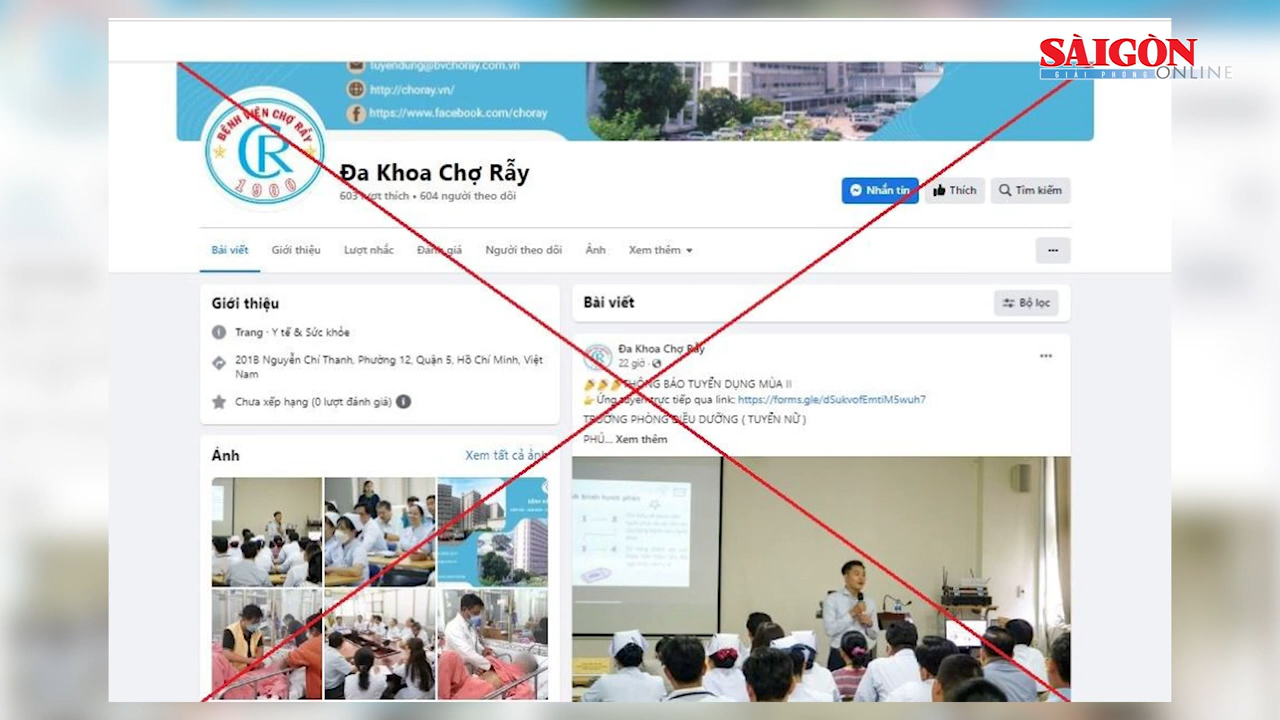 SÀIGÒN
GIẢI PHÓNG ONLINE
tuyendung@bvchoray.com.vn
http://choray.vn/
https://www.facebook.com/choray
BỆNH VIỆN CHỢ RẪY
CR
1900
Đa Khoa Chợ Rẫy
603 lượt thích • 604 người theo dõi
Nhắn tin
Thích
Tìm kiếm
Bài viết Giới thiệu Lượt nhắc Đánh giá Người theo dõi Ảnh Xem thêm
Giới thiệu
Trang · Y tế & Sức khỏe
201B Nguyễn Chí Thanh, Phường 12, Quận 5, Hồ Chí Minh, Việt
Nam
Chưa xếp hạng (0 lượt đánh giá)
Ảnh
Xem tất cả ảnh
Bài viết
Bộ lọc
Đa Khoa Chợ Rẫy
22 giờ ·
THÔNG BÁO TUYỂN DỤNG MÙA II
Ứng tuyển trực tiếp qua link: https://forms.gle/dSukvofEmtiM5wuh7
TRƯỞNG PHÒNG ĐIỀU DƯỠNG ( TUYỂN NỮ )
PHÚ... Xem thêm